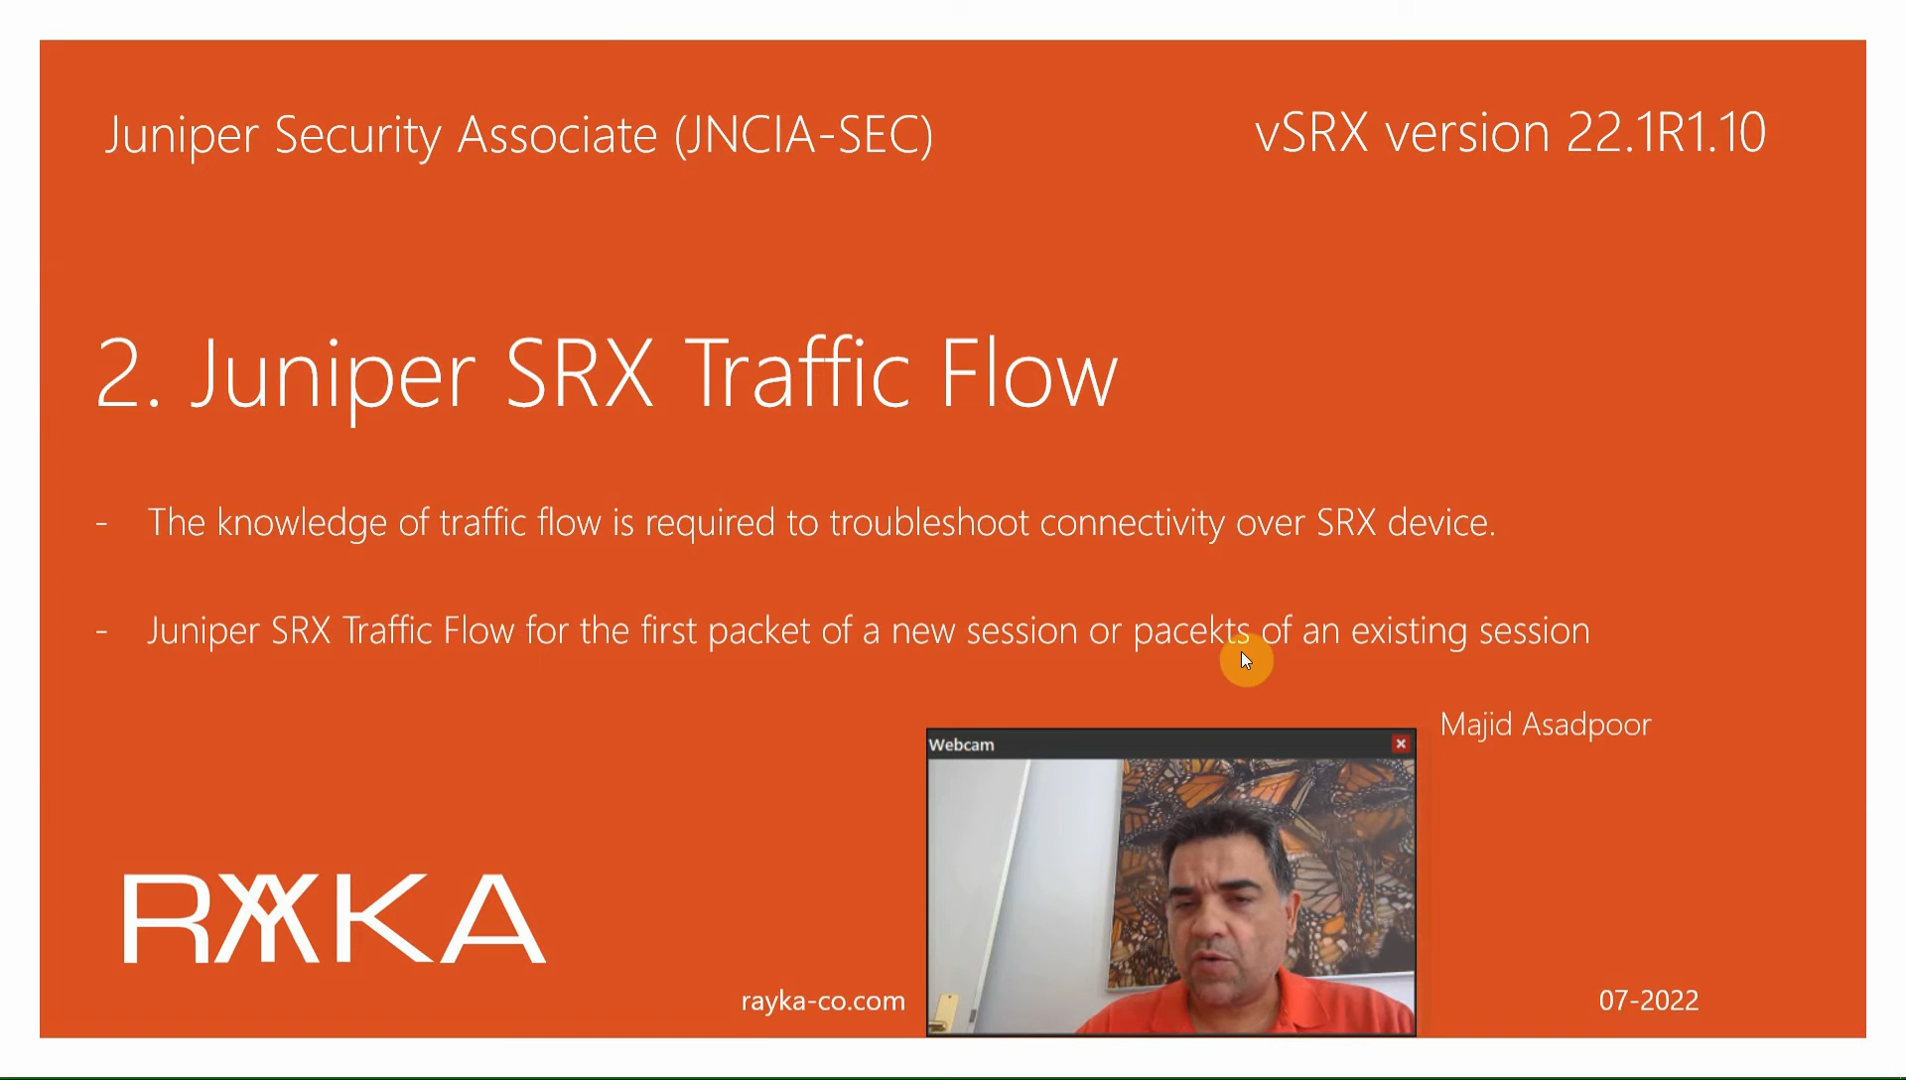 Juniper Security Associate (JNCIA-SEC)
vSRX version 22.1R1.10
2. Juniper SRX Traffic Flow
- The knowledge of traffic flow is required to troubleshoot connectivity over SRX device.
- Juniper SRX Traffic Flow for the first packet of a new session or pacekts of an existing session
Majid Asadpoor
Webcam
RAYKA
rayka-co.com
07-2022